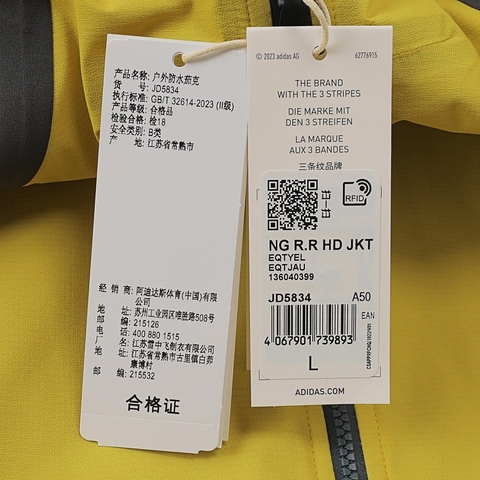 产品名称: 户外防水茄克
货 号: JD5834
执行标准: GB/T 32614-2023 (II级)
产品等级: 合格品
检验合格: 检18
安全类别: B类
产 地: 江苏省常熟市
经 销 商: 阿迪达斯体育(中国)有限
公司
地 址: 苏州工业园区唯胜路508号
邮 编: 215126
电 话: 400 880 1515
厂 名: 江苏雪中飞制衣有限公司
地 址: 江苏省常熟市古里镇白茆
康博村
邮 编: 215532
合格证
© 2023 adidas AG 62776915
THE BRAND
WITH THE 3 STRIPES
DIE MARKE MIT
DEN 3 STREIFEN
LA MARQUE
AUX 3 BANDES
三条纹品牌
RFID
NG R.R HD JKT
EQTYEL
EQTJAU
136040399
JD5834 A50
EAN
4 067901 739893
L
ADIDAS.COM